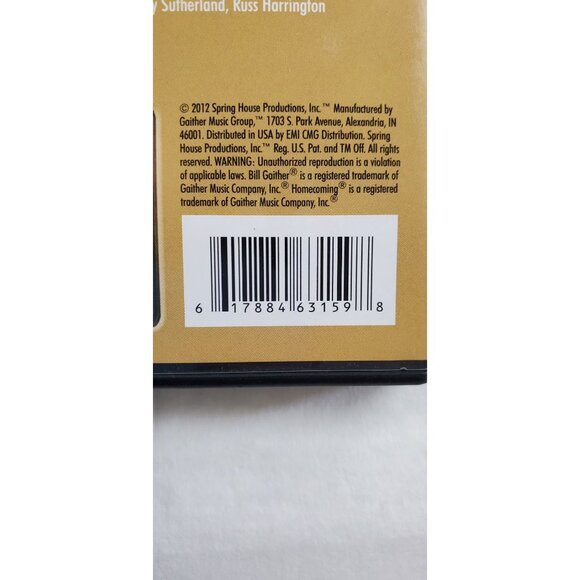 Sutherland, Russ Harrington
© 2012 Spring House Productions, Inc.™ Manufactured by
Gaither Music Group,™ 1703 S. Park Avenue, Alexandria, IN
46001. Distributed in USA by EMI CMG Distribution. Spring
House Productions, Inc.™ Reg. U.S. Pat. and TM Off. All rights
reserved. WARNING: Unauthorized reproduction is a violation
of applicable laws. Bill Gaither® is a registered trademark of
Gaither Music Company, Inc.® Homecoming® is a registered
trademark of Gaither Music Company, Inc.®
6 17884 63159 8